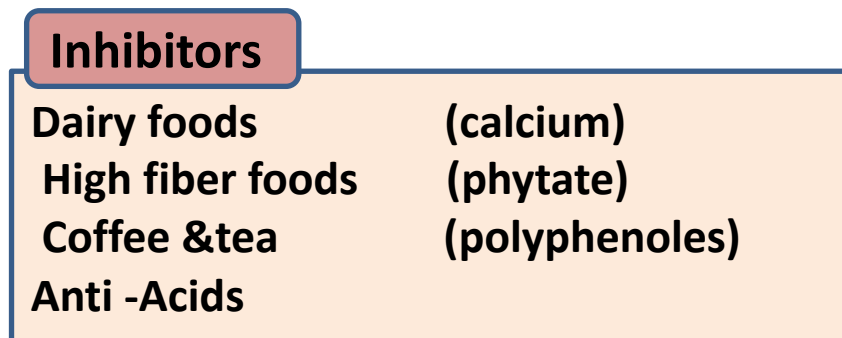 Inhibitors
Dairy foods (calcium)
High fiber foods (phytate)
Coffee &tea (polyphenoles)
Anti -Acids